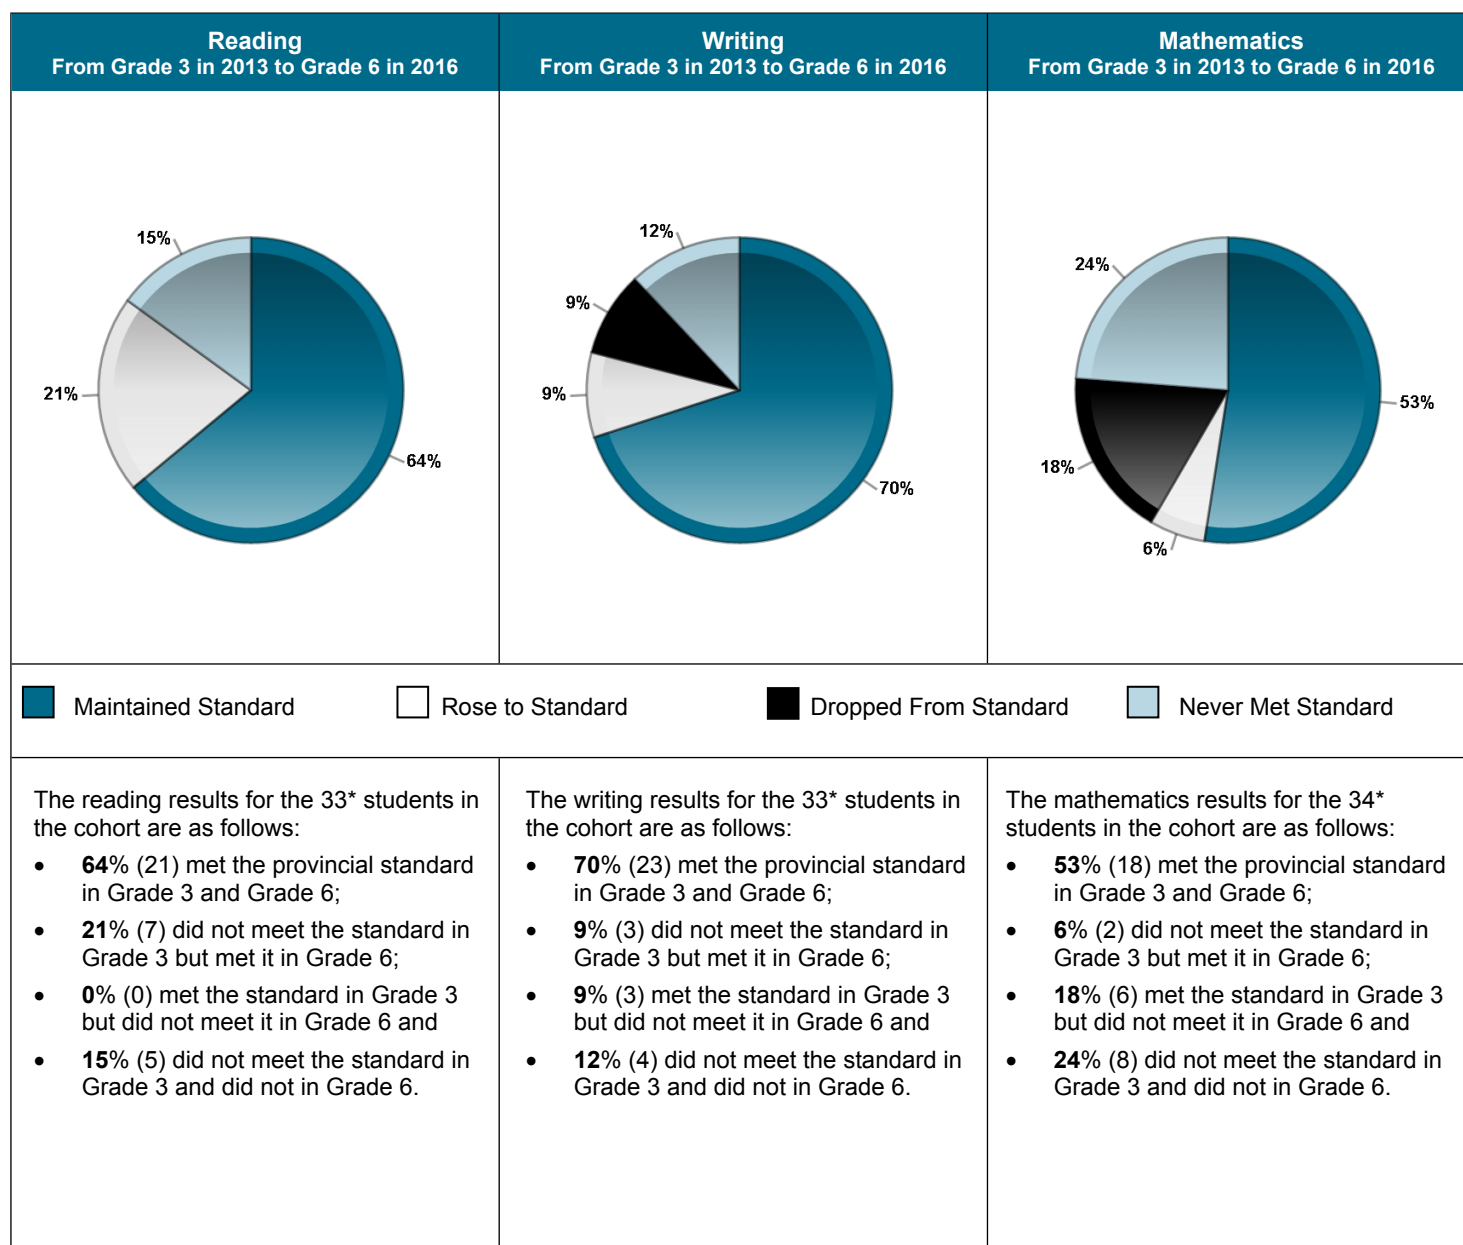 Reading
From Grade 3 in 2013 to Grade 6 in 2016
Writing
From Grade 3 in 2013 to Grade 6 in 2016
Mathematics
From Grade 3 in 2013 to Grade 6 in 2016
15%
21%
64%
12%
9%
9%
70%
24%
53%
18%
6%
Maintained Standard
Rose to Standard
Dropped From Standard
Never Met Standard
The reading results for the 33* students in
the cohort are as follows:
• 64% (21) met the provincial standard
in Grade 3 and Grade 6;
• 21% (7) did not meet the standard in
Grade 3 but met it in Grade 6;
• 0% (0) met the standard in Grade 3
but did not meet it in Grade 6 and
• 15% (5) did not meet the standard in
Grade 3 and did not in Grade 6.
The writing results for the 33* students in
the cohort are as follows:
• 70% (23) met the provincial standard
in Grade 3 and Grade 6;
• 9% (3) did not meet the standard in
Grade 3 but met it in Grade 6;
• 9% (3) met the standard in Grade 3
but did not meet it in Grade 6 and
• 12% (4) did not meet the standard in
Grade 3 and did not in Grade 6.
The mathematics results for the 34*
students in the cohort are as follows:
• 53% (18) met the provincial standard
in Grade 3 and Grade 6;
• 6% (2) did not meet the standard in
Grade 3 but met it in Grade 6;
• 18% (6) met the standard in Grade 3
but did not meet it in Grade 6 and
• 24% (8) did not meet the standard in
Grade 3 and did not in Grade 6.